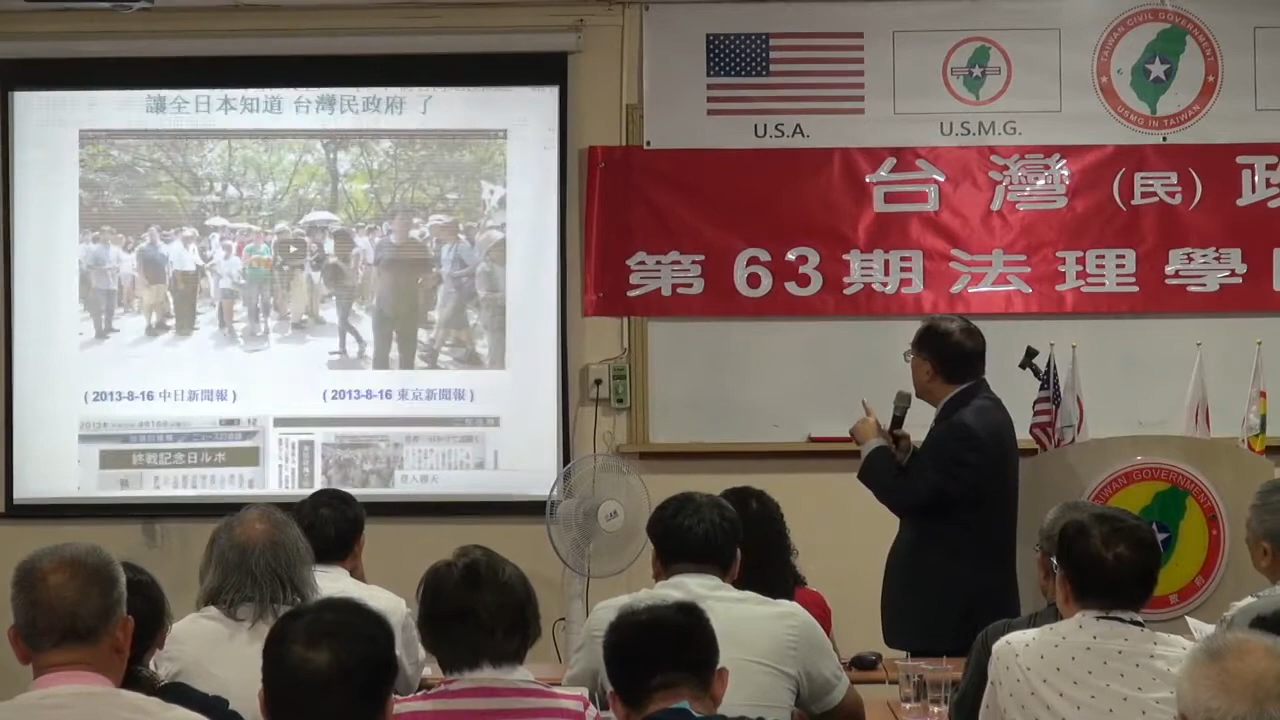 讓全日本知道 台灣民政府 了
( 2013-8-16 中日新聞報 )
( 2013-8-16 東京新聞報 )
終戰記念日ルポ
U.S.A.
U.S.M.G.
TAIWAN CIVIL GOVERNMENT
USMG IN TAIWAN
台灣(民)政
第63期法理學
TAIWAN GOVERNMENT